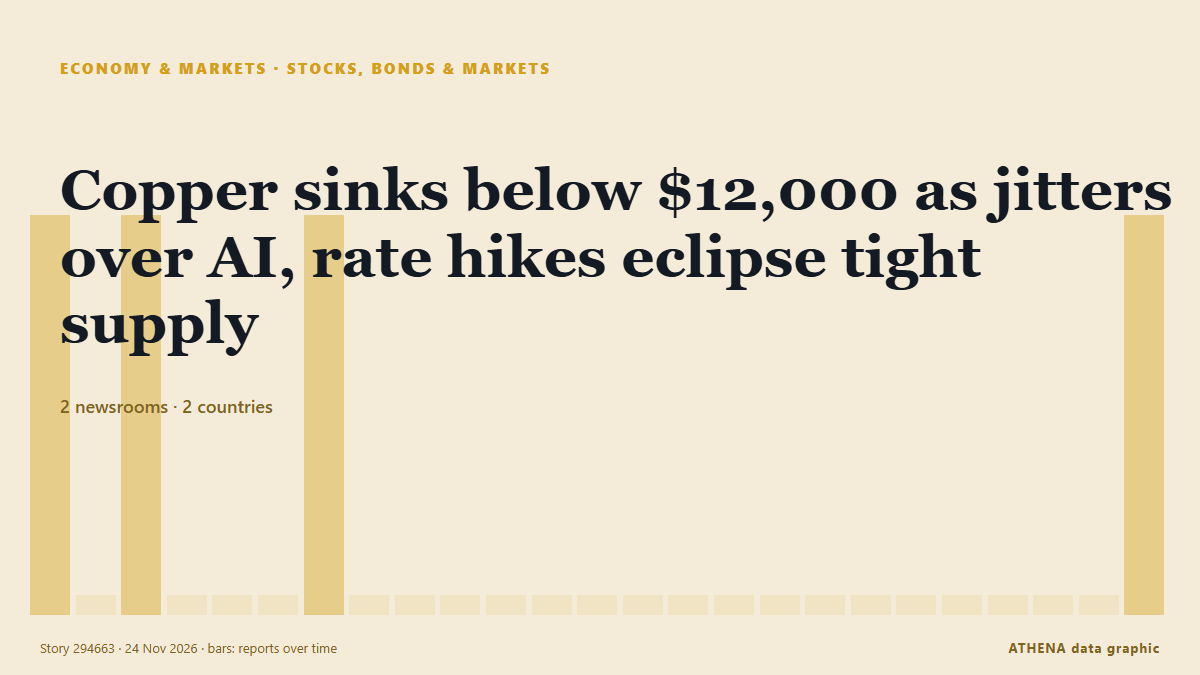 ECONOMY & MARKETS · STOCKS, BONDS & MARKETS
Copper sinks below $12,000 as jitters
over AI, rate hikes eclipse tight
supply
2 newsrooms · 2 countries
Story 294663 · 24 Nov 2026 · bars: reports over time
ATHENA data graphic